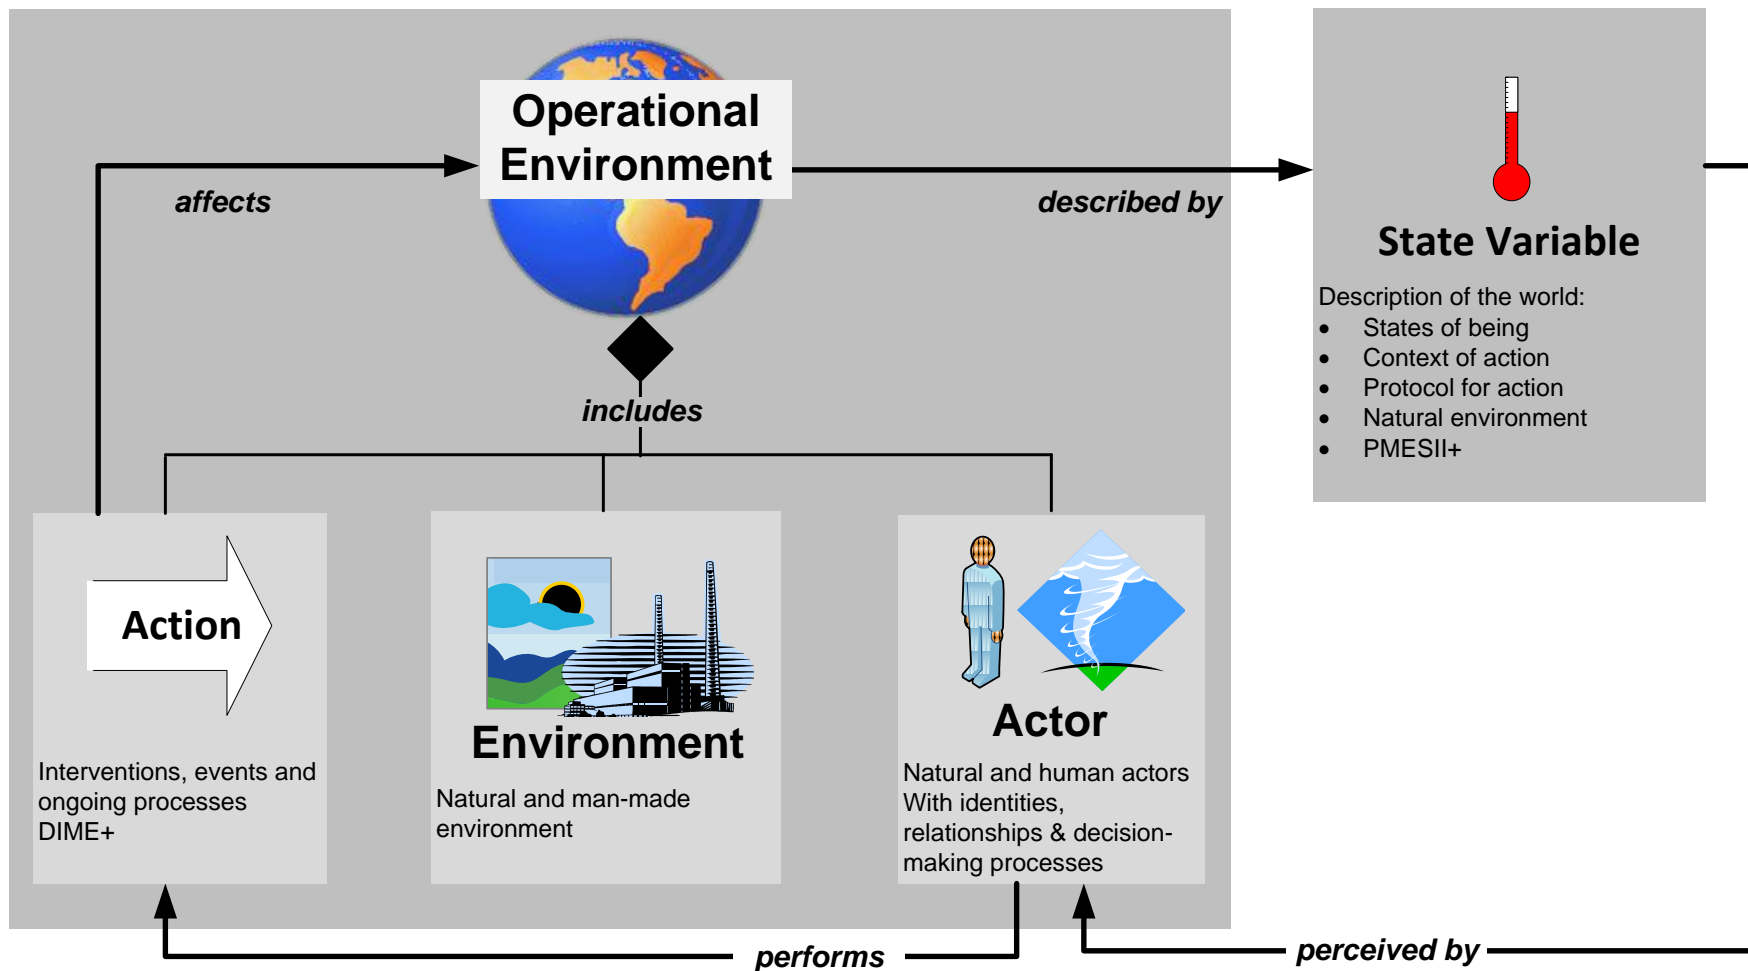 Operational
Environment
affects
described by
State Variable
Description of the world:
• States of being
• Context of action
• Protocol for action
• Natural environment
• PMESII+
includes
Action
Interventions, events and
ongoing processes
DIME+
Environment
Natural and man-made
environment
Actor
Natural and human actors
With identities,
relationships & decision-
making processes
performs
perceived by